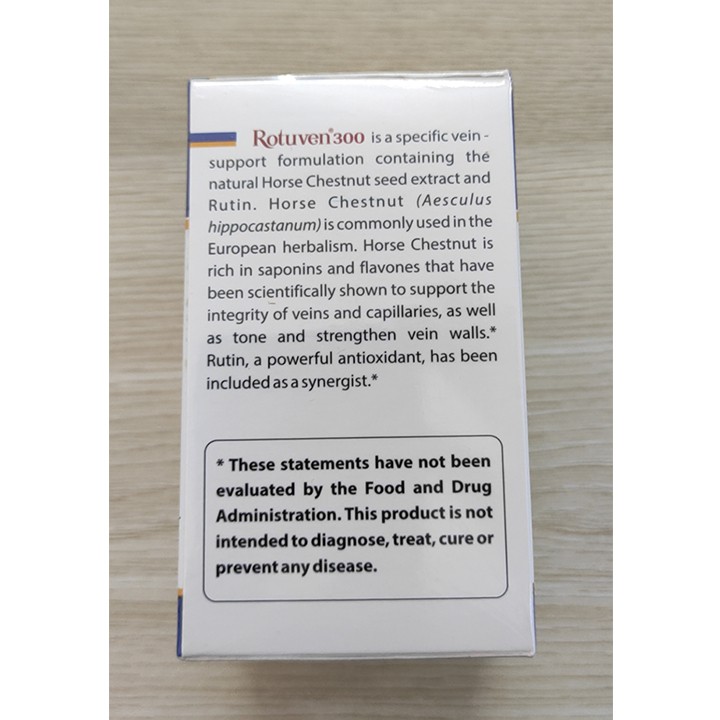 Rotuven®300 is a specific vein -
support formulation containing the
natural Horse Chestnut seed extract and
Rutin. Horse Chestnut (Aesculus
hippocastanum) is commonly used in the
European herbalism. Horse Chestnut is
rich in saponins and flavones that have
been scientifically shown to support the
integrity of veins and capillaries, as well
as tone and strengthen vein walls.*
Rutin, a powerful antioxidant, has been
included as a synergist.*
* These statements have not been
evaluated by the Food and Drug
Administration. This product is not
intended to diagnose, treat, cure or
prevent any disease.